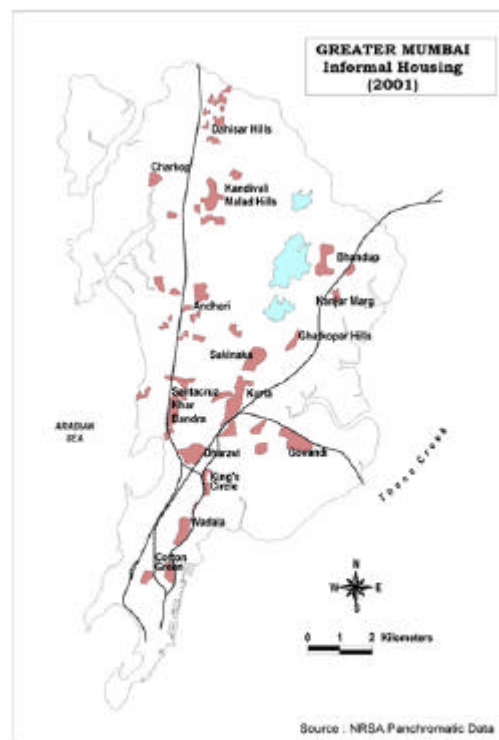 GREATER MUMBAI
Informal Housing
(2001)
Dahisar Hills
Charkop
Kandivali
Malad Hills
Bhandup
Kanjur Marg
Andheri
Ghatkopar Hills
Sakinaka
Santacruz
Khar
Bandra
Kurla
ARABIAN
SEA
Dharavi
Govandi
Thane Creek
King's
Circle
Wadala
Cotton
Green
N
W
E
S
0 1 2 Kilometers
Source : NRSA Panchromatic Data